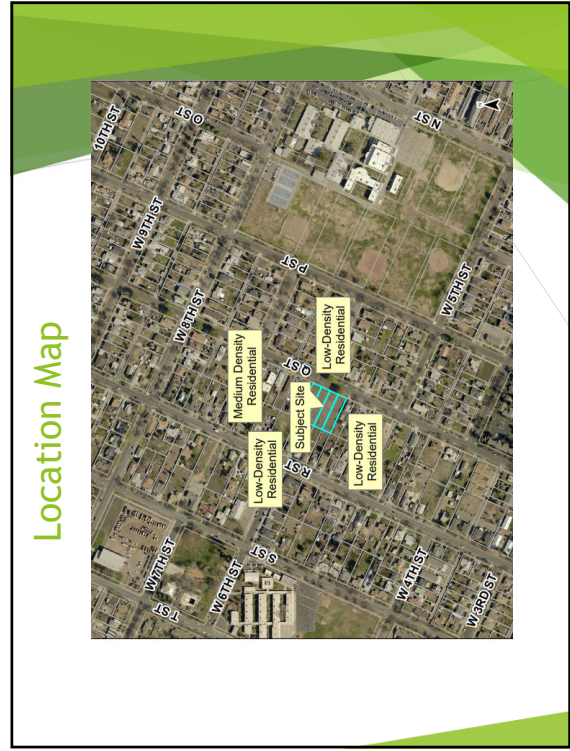 Location Map
10TH ST
W 9TH ST
T ST
W 7TH ST
W 8TH ST
O ST
W 6TH ST
Medium Density
Residential
S ST
Low-Density
Residential
R ST
Subject Site
Q ST
P ST
Low-Density
Residential
Low-Density
Residential
W 4TH ST
N ST
W 5TH ST
W 3RD ST